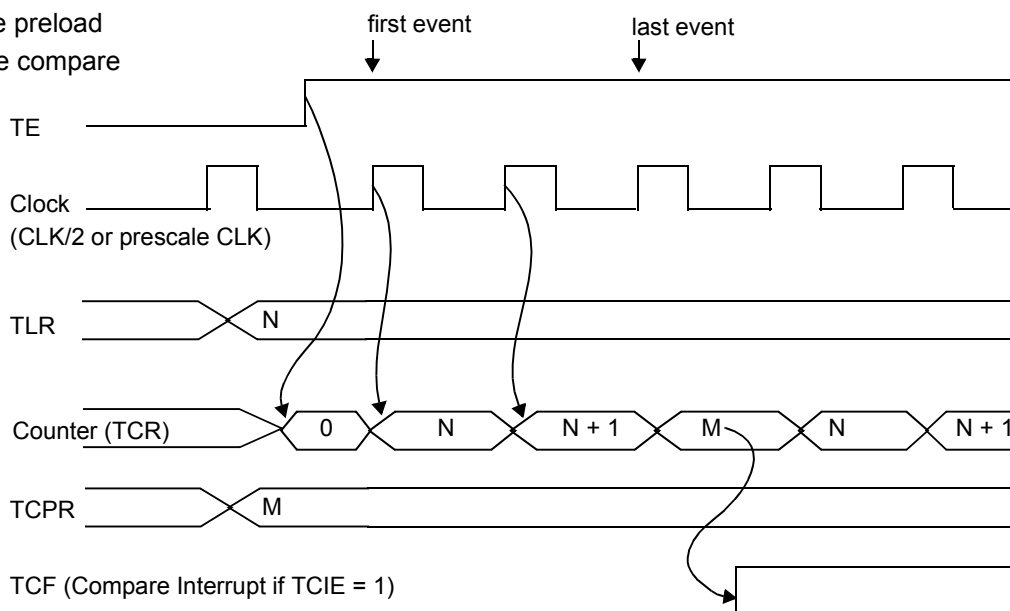 e preload
first event
last event
e compare
TE
Clock
(CLK/2 or prescale CLK)
TLR
N
Counter (TCR)
0
N
N + 1
M
N
N + 1
TCPR
M
TCF (Compare Interrupt if TCIE = 1)